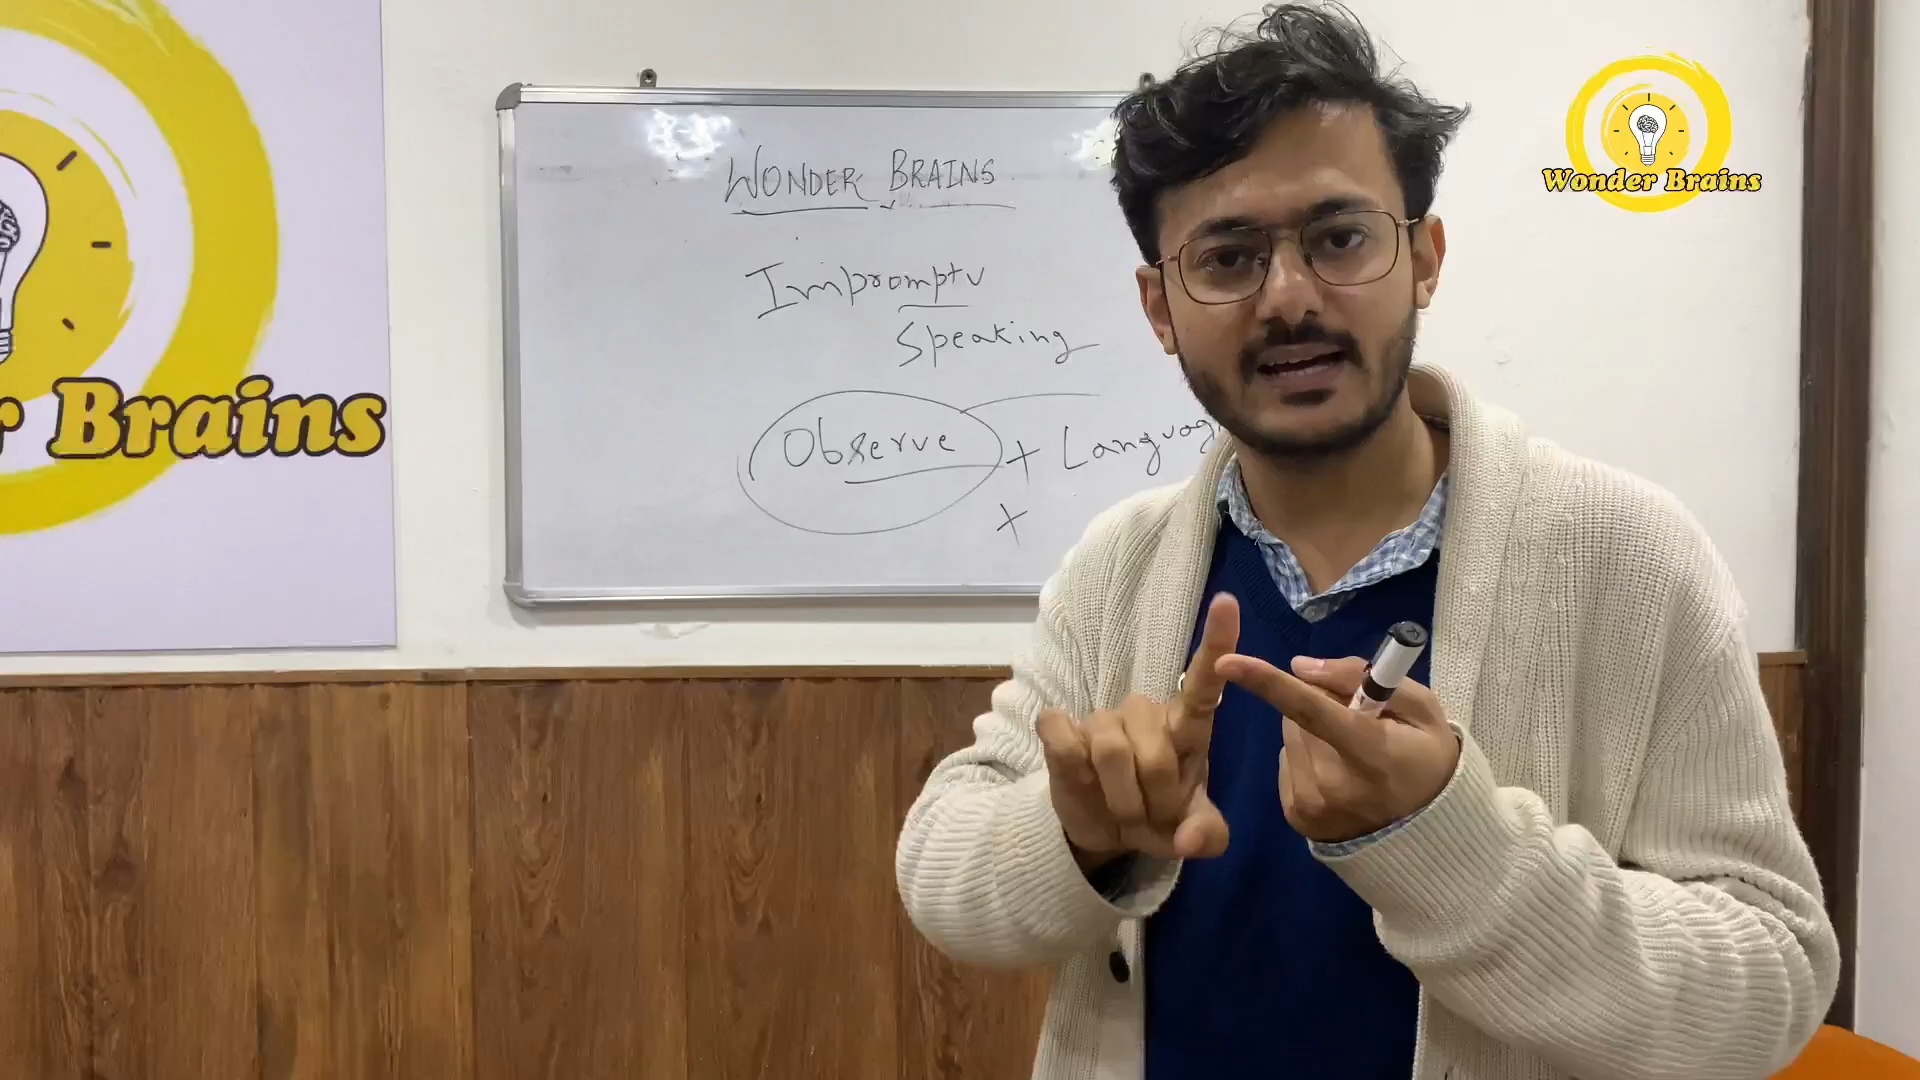 r Brains
WONDER BRAINS
Impromptu
Speaking
Observe + Languag
+
Wonder Brains